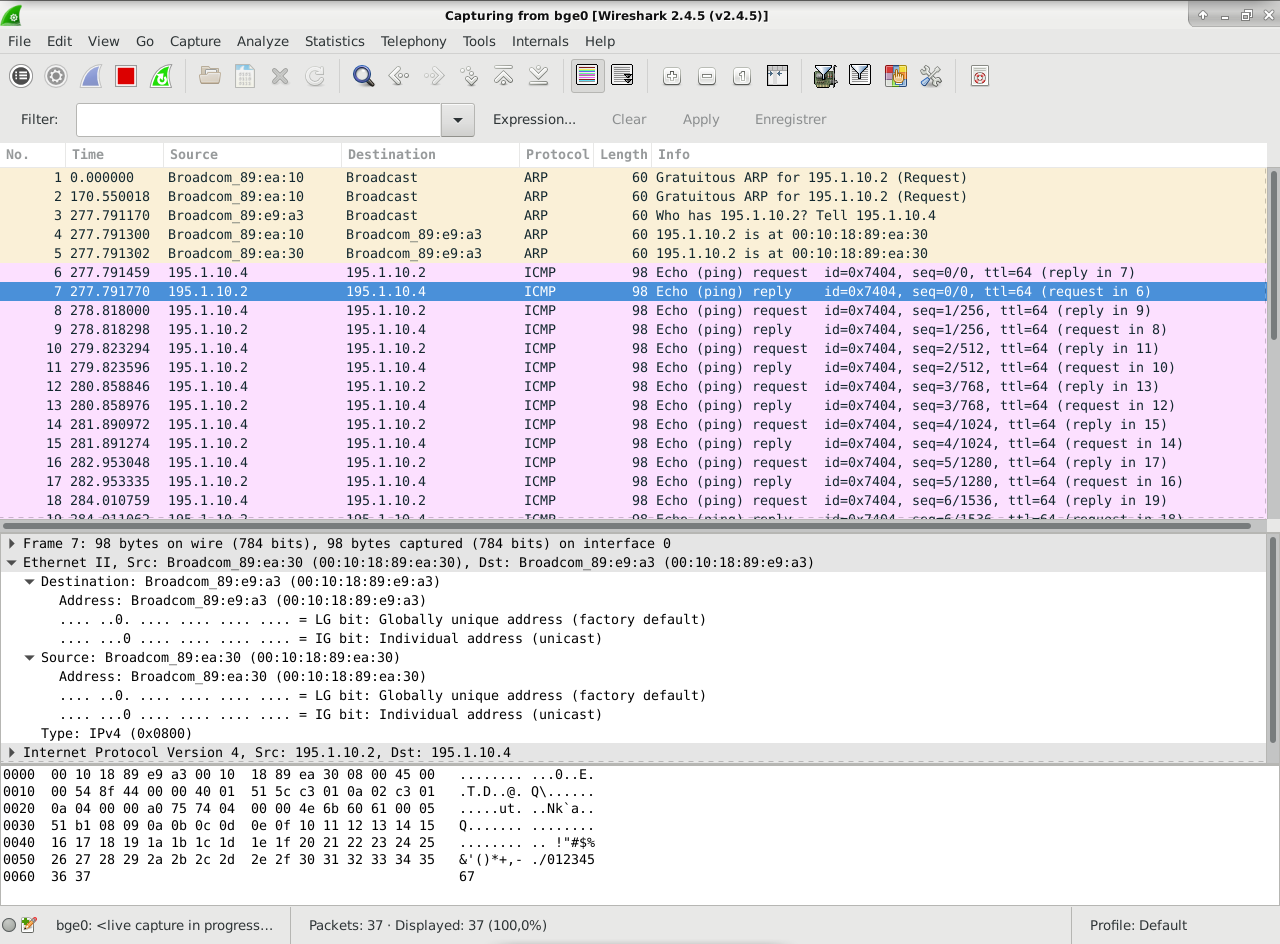 Capturing from bge0 [Wireshark 2.4.5 (v2.4.5)]
File Edit View Go Capture Analyze Statistics Telephony Tools Internals Help
Filter: Expression... Clear Apply Enregistrer
No. Time Source Destination Protocol Length Info
1 0.000000 Broadcom_89:ea:10 Broadcast ARP 60 Gratuitous ARP for 195.1.10.2 (Request)
2 170.550018 Broadcom_89:ea:10 Broadcast ARP 60 Gratuitous ARP for 195.1.10.2 (Request)
3 277.791170 Broadcom_89:e9:a3 Broadcast ARP 60 Who has 195.1.10.2? Tell 195.1.10.4
4 277.791300 Broadcom_89:ea:10 Broadcom_89:e9:a3 ARP 60 195.1.10.2 is at 00:10:18:89:ea:30
5 277.791302 Broadcom_89:ea:30 Broadcom_89:e9:a3 ARP 60 195.1.10.2 is at 00:10:18:89:ea:30
6 277.791459 195.1.10.4 195.1.10.2 ICMP 98 Echo (ping) request id=0x7404, seq=0/0, ttl=64 (reply in 7)
7 277.791770 195.1.10.2 195.1.10.4 ICMP 98 Echo (ping) reply id=0x7404, seq=0/0, ttl=64 (request in 6)
8 278.818000 195.1.10.4 195.1.10.2 ICMP 98 Echo (ping) request id=0x7404, seq=1/256, ttl=64 (reply in 9)
9 278.818298 195.1.10.2 195.1.10.4 ICMP 98 Echo (ping) reply id=0x7404, seq=1/256, ttl=64 (request in 8)
10 279.823294 195.1.10.4 195.1.10.2 ICMP 98 Echo (ping) request id=0x7404, seq=2/512, ttl=64 (reply in 11)
11 279.823596 195.1.10.2 195.1.10.4 ICMP 98 Echo (ping) reply id=0x7404, seq=2/512, ttl=64 (request in 10)
12 280.858846 195.1.10.4 195.1.10.2 ICMP 98 Echo (ping) request id=0x7404, seq=3/768, ttl=64 (reply in 13)
13 280.858976 195.1.10.2 195.1.10.4 ICMP 98 Echo (ping) reply id=0x7404, seq=3/768, ttl=64 (request in 12)
14 281.890972 195.1.10.4 195.1.10.2 ICMP 98 Echo (ping) request id=0x7404, seq=4/1024, ttl=64 (reply in 15)
15 281.891274 195.1.10.2 195.1.10.4 ICMP 98 Echo (ping) reply id=0x7404, seq=4/1024, ttl=64 (request in 14)
16 282.953048 195.1.10.4 195.1.10.2 ICMP 98 Echo (ping) request id=0x7404, seq=5/1280, ttl=64 (reply in 17)
17 282.953335 195.1.10.2 195.1.10.4 ICMP 98 Echo (ping) reply id=0x7404, seq=5/1280, ttl=64 (request in 16)
18 284.010759 195.1.10.4 195.1.10.2 ICMP 98 Echo (ping) request id=0x7404, seq=6/1536, ttl=64 (reply in 19)
Frame 7: 98 bytes on wire (784 bits), 98 bytes captured (784 bits) on interface 0
Ethernet II, Src: Broadcom_89:ea:30 (00:10:18:89:ea:30), Dst: Broadcom_89:e9:a3 (00:10:18:89:e9:a3)
Destination: Broadcom_89:e9:a3 (00:10:18:89:e9:a3)
Address: Broadcom_89:e9:a3 (00:10:18:89:e9:a3)
.... ..0. .... .... .... .... = LG bit: Globally unique address (factory default)
.... ...0 .... .... .... .... = IG bit: Individual address (unicast)
Source: Broadcom_89:ea:30 (00:10:18:89:ea:30)
Address: Broadcom_89:ea:30 (00:10:18:89:ea:30)
.... ..0. .... .... .... .... = LG bit: Globally unique address (factory default)
.... ...0 .... .... .... .... = IG bit: Individual address (unicast)
Type: IPv4 (0x0800)
Internet Protocol Version 4, Src: 195.1.10.2, Dst: 195.1.10.4
0000 00 10 18 89 e9 a3 00 10 18 89 ea 30 08 00 45 00 ........ ...0..E.
0010 00 54 8f 44 00 00 40 01 51 5c c3 01 0a 02 c3 01 .T.D..@. Q\......
0020 0a 04 00 00 a0 75 74 04 00 00 4e 6b 60 61 00 05 .....ut. ..Nk`a..
0030 51 b1 08 09 0a 0b 0c 0d 0e 0f 10 11 12 13 14 15 Q....... ........
0040 16 17 18 19 1a 1b 1c 1d 1e 1f 20 21 22 23 24 25 ........ .. !"#$%
0050 26 27 28 29 2a 2b 2c 2d 2e 2f 30 31 32 33 34 35 &'()*+,- ./012345
0060 36 37 67
bge0: <live capture in progress... Packets: 37 · Displayed: 37 (100,0%) Profile: Default